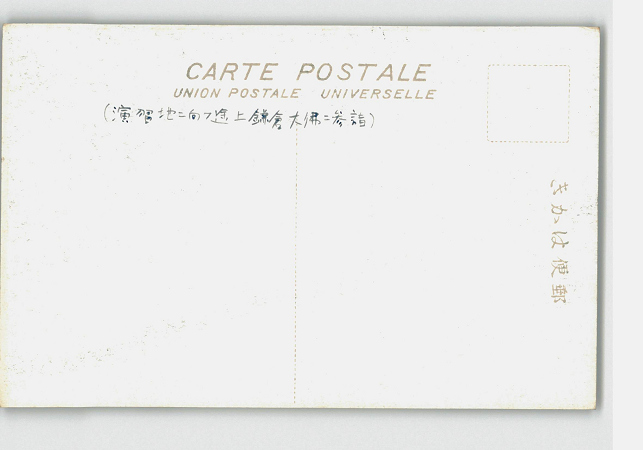 CARTE POSTALE
UNION POSTALE UNIVERSELLE
(演習地ニ向フ途上鎌倉大佛ニ参詣)
きかは便郵